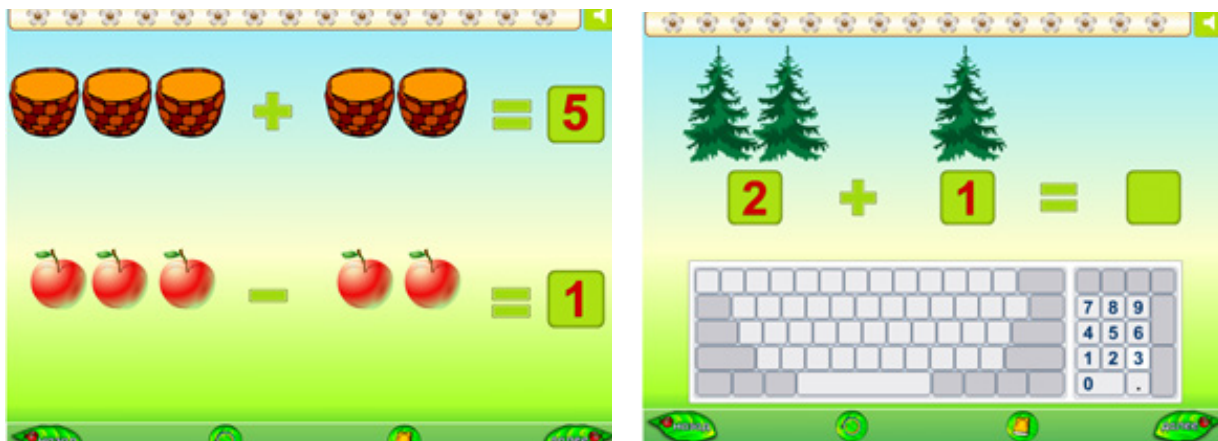 + = 5
- = 1
2 + 1 =
7 8 9
4 5 6
1 2 3
0 .